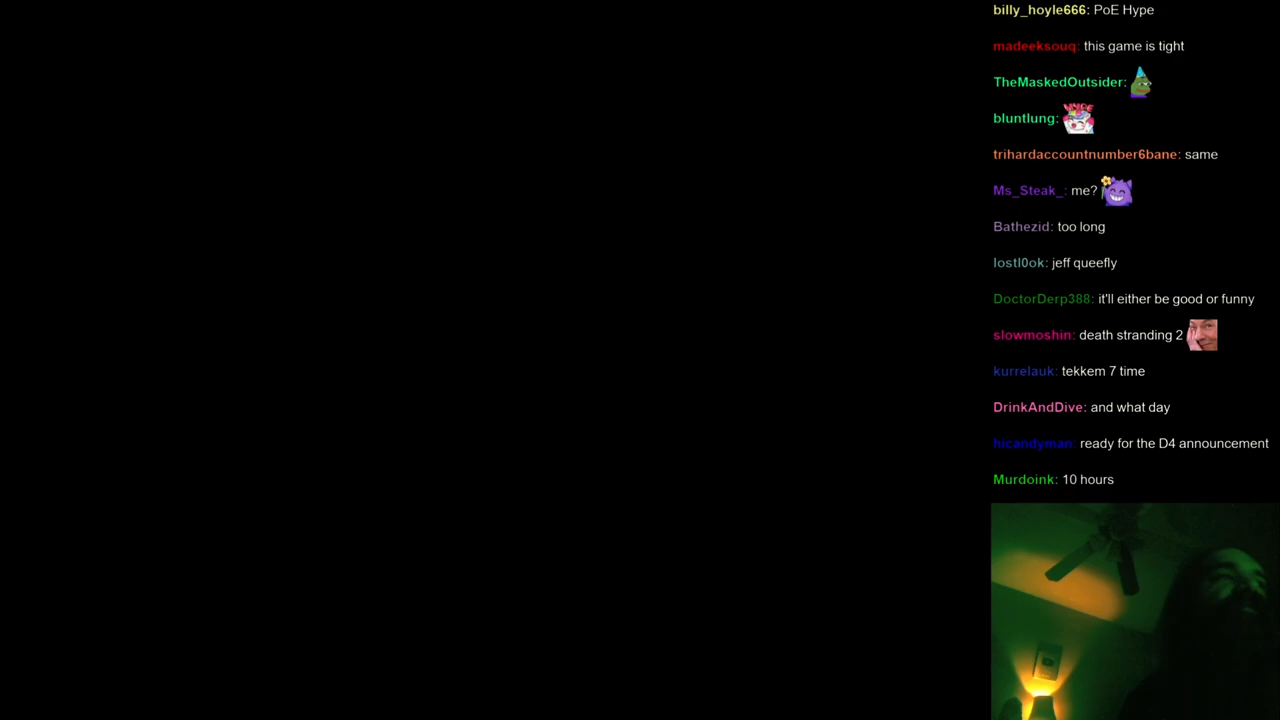 billy_hoyle666: PoE Hype
madeeksouq: this game is tight
TheMaskedOutsider:
bluntlung: HYPE
trihardaccountnumber6bane: same
Ms_Steak_: me?
Bathezid: too long
lostl0ok: jeff queefly
DoctorDerp388: it'll either be good or funny
slowmoshin: death stranding 2
kurrelauk: tekkem 7 time
DrinkAndDive: and what day
hicandyman: ready for the D4 announcement
Murdoink: 10 hours